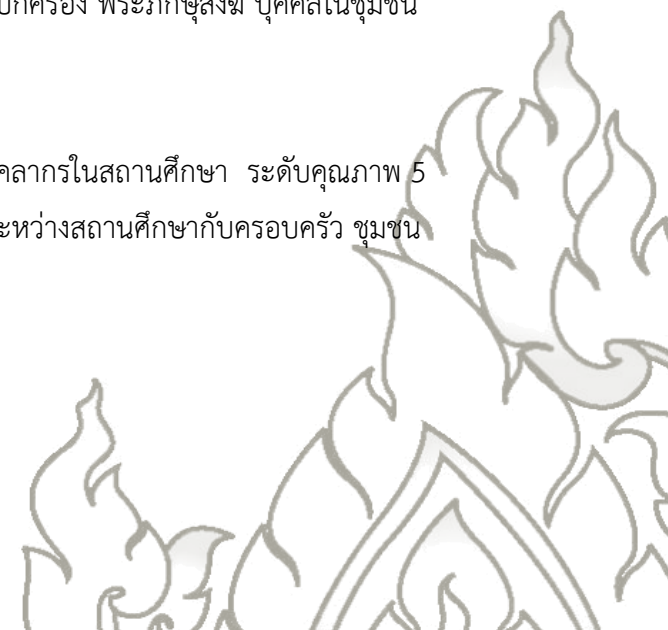 ปกครอง พระภิกษุสงฆ์ บุคคลในชุมชน
คลากรในสถานศึกษา ระดับคุณภาพ 5
ะหว่างสถานศึกษากับครอบครัว ชุมชน